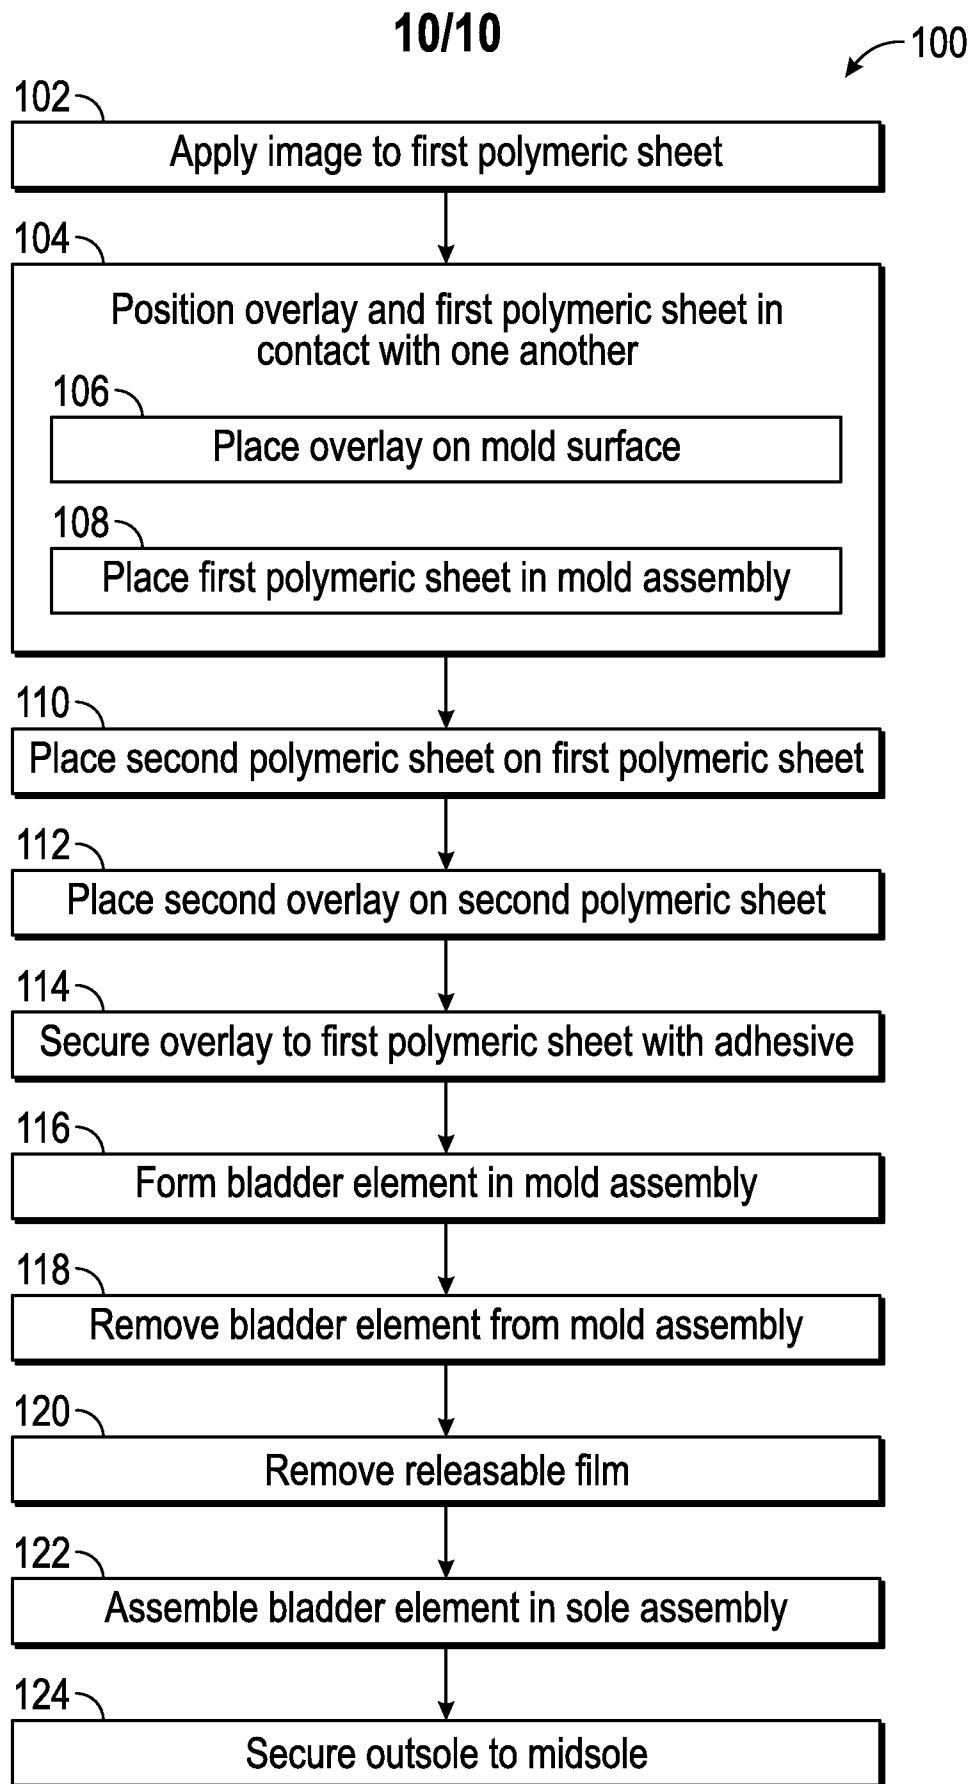 10/10
100
102
Apply image to first polymeric sheet
104
Position overlay and first polymeric sheet in
contact with one another
106
Place overlay on mold surface
108
Place first polymeric sheet in mold assembly
110
Place second polymeric sheet on first polymeric sheet
112
Place second overlay on second polymeric sheet
114
Secure overlay to first polymeric sheet with adhesive
116
Form bladder element in mold assembly
118
Remove bladder element from mold assembly
120
Remove releasable film
122
Assemble bladder element in sole assembly
124
Secure outsole to midsole